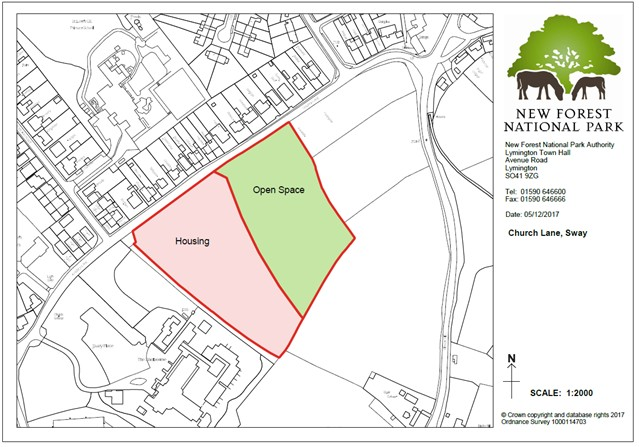 Housing
Open Space
NEW FOREST
NATIONAL PARK
New Forest National Park Authority
Lymington Town Hall
Avenue Road
Lymington
SO41 9ZG
Tel: 01590 646600
Fax: 01590 646666
Date: 05/12/2017
Church Lane, Sway
N
SCALE: 1:2000
© Crown copyright and database rights 2017
Ordnance Survey 1000114703